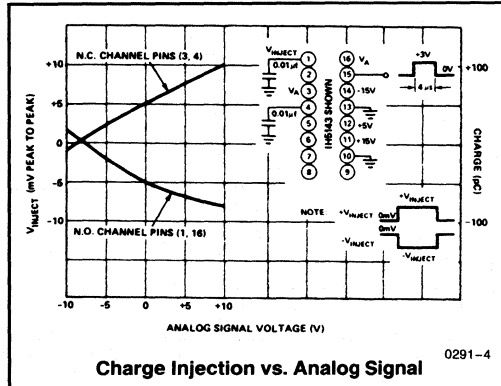 N.C. CHANNEL PINS (3, 4)
N.O. CHANNEL PINS (1, 16)
+10
+5
0
-5
-10
V_INJECT (mV PEAK TO PEAK)
-10
-5
0
+5
+10
ANALOG SIGNAL VOLTAGE (V)
V_INJECT
0.01μf
V_A
0.01μf
1
2
3
4
5
6
7
8
IH5143 SHOWN
16
15
14
13
12
11
10
9
V_A
-15V
+5V
+15V
+3V
0V
4 μs
+100
CHARGE (pC)
-100
NOTE
+V_INJECT
0mV
+V_INJECT
0mV
-V_INJECT
-V_INJECT
0291-4
Charge Injection vs. Analog Signal